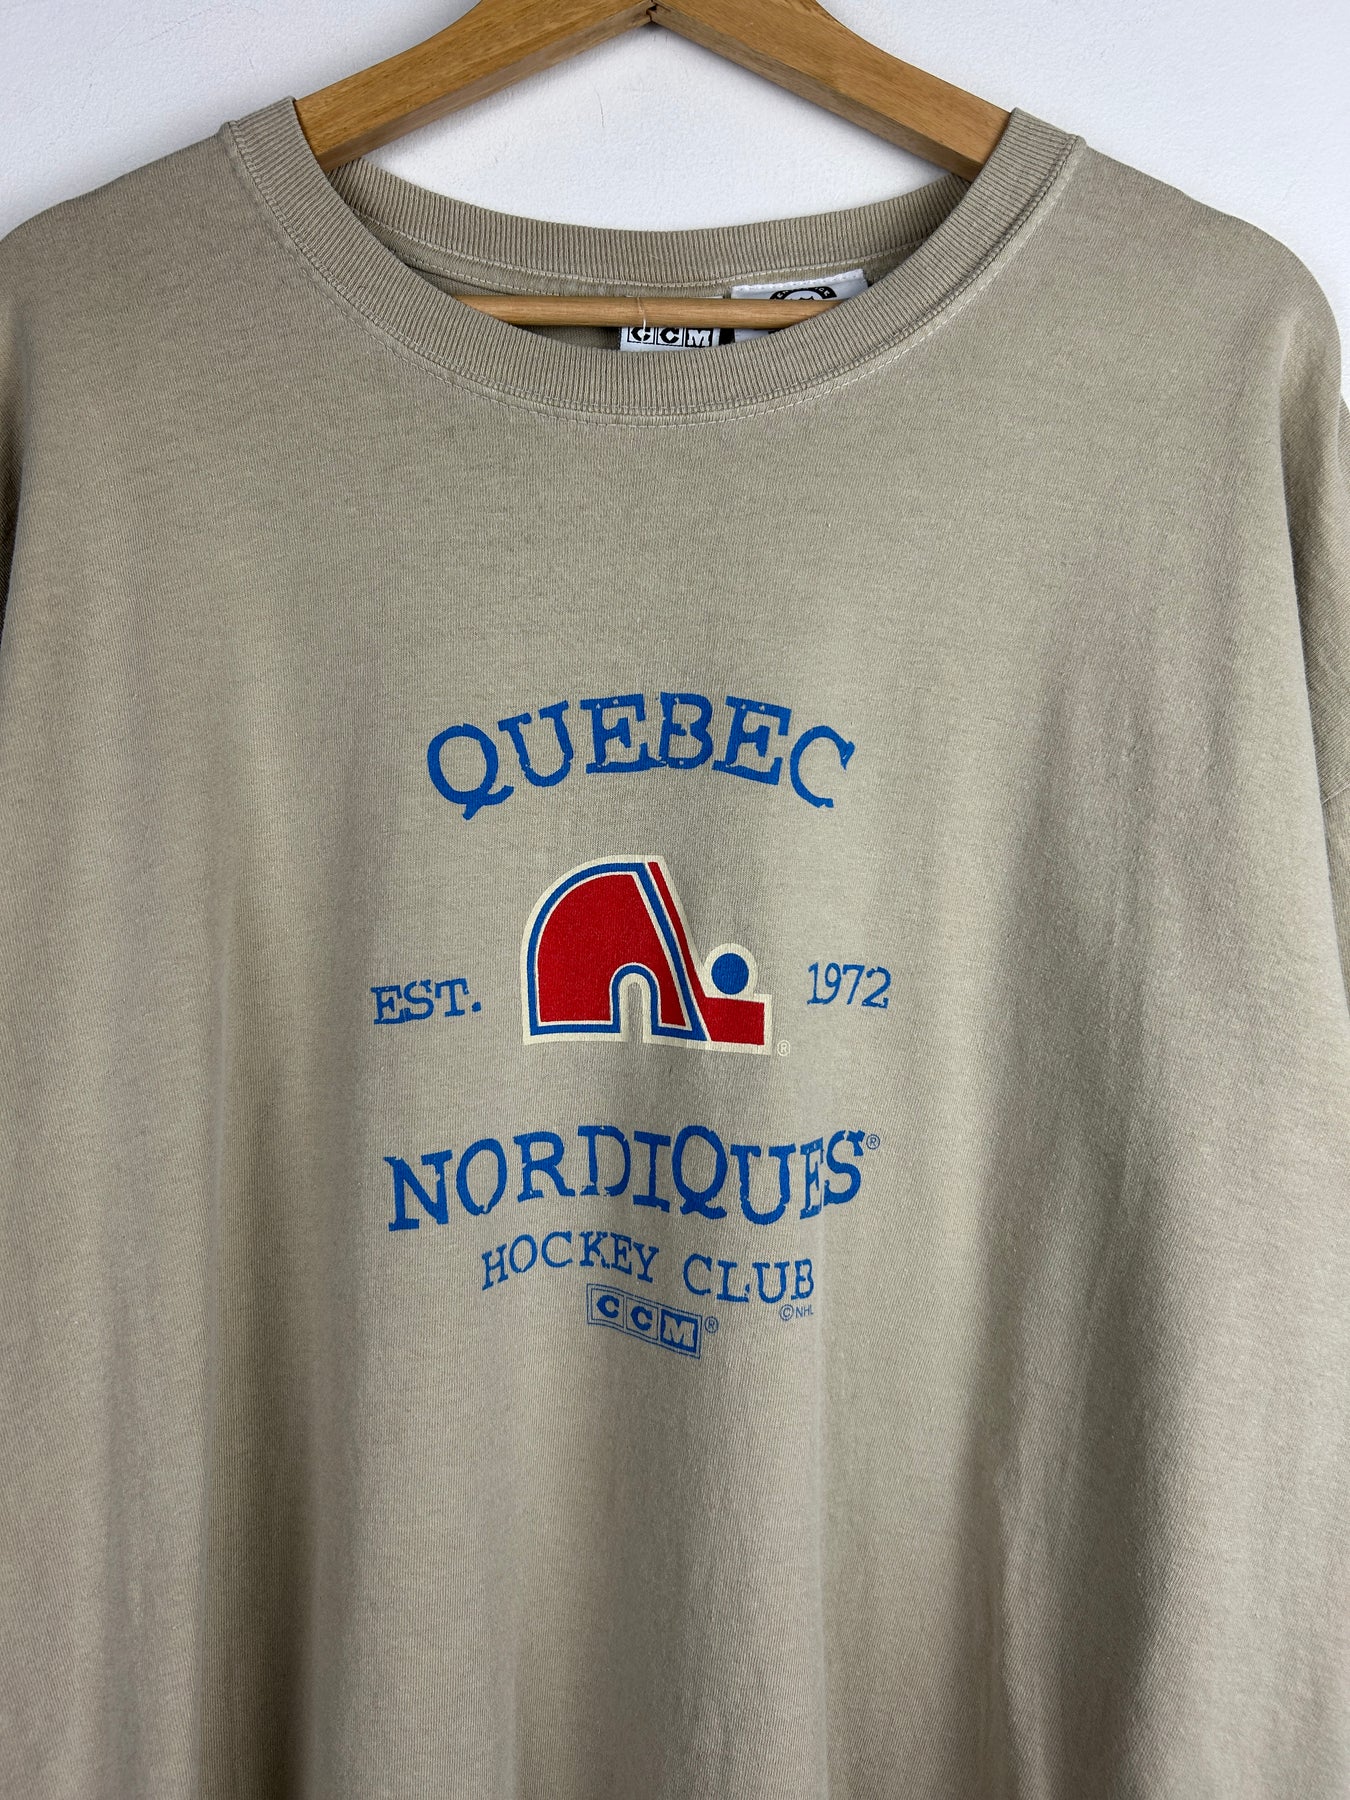 CCM
QUEBEC
EST. 1972
®
NORDIQUES®
HOCKEY CLUB
CCM® ©NHL